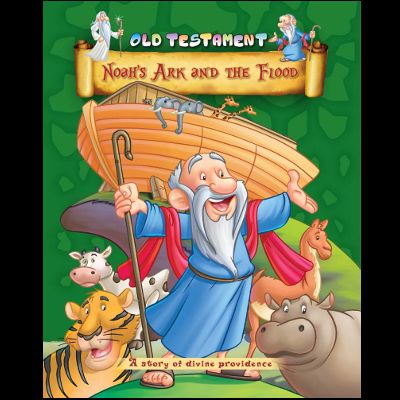 OLD TESTAMENT
NOAH'S ARK AND THE FLOOD
A story of divine providence